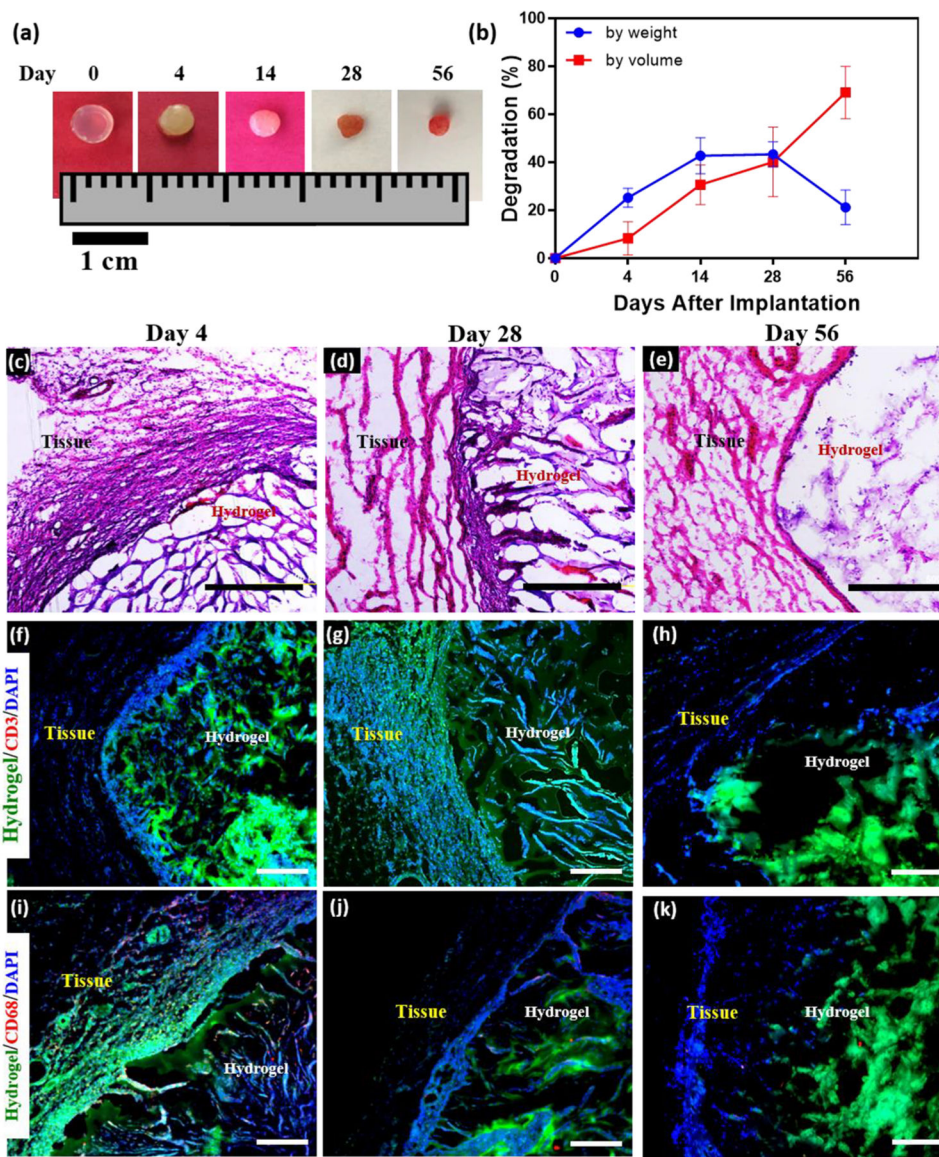 (a)
Day 0 4 14 28 56
1 cm
(b)
by weight
by volume
Degradation (%)
100
80
60
40
20
0
0 4 14 28 56
Days After Implantation
Day 4 Day 28 Day 56
(c) (d) (e)
Tissue Tissue Tissue
Hydrogel Hydrogel Hydrogel
Hydrogel/CD3/DAPI
(f) (g) (h)
Tissue Hydrogel Tissue Hydrogel Tissue Hydrogel
Hydrogel/CD68/DAPI
(i) (j) (k)
Tissue Hydrogel Tissue Hydrogel Tissue Hydrogel